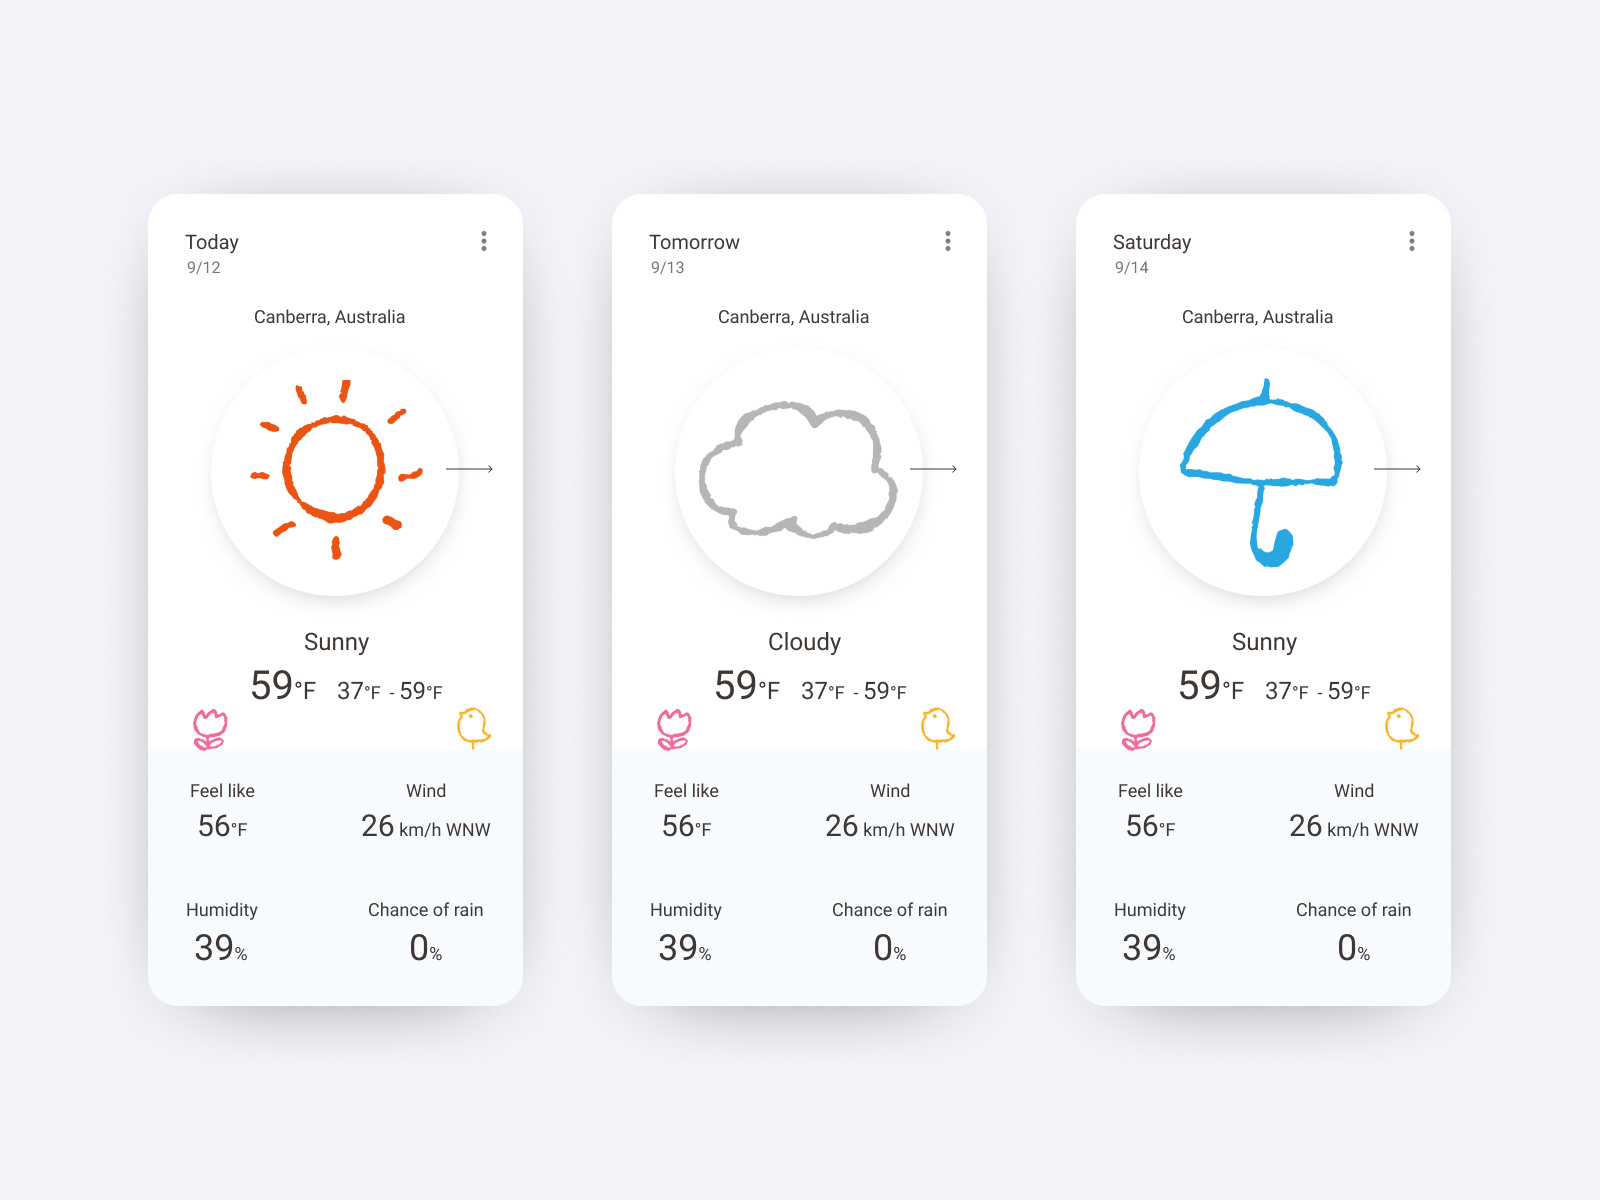 Today
9/12
Canberra, Australia
Sunny
59°F 37°F - 59°F
Feel like
56°F
Wind
26 km/h WNW
Humidity
39%
Chance of rain
0%
Tomorrow
9/13
Canberra, Australia
Cloudy
59°F 37°F - 59°F
Feel like
56°F
Wind
26 km/h WNW
Humidity
39%
Chance of rain
0%
Saturday
9/14
Canberra, Australia
Sunny
59°F 37°F - 59°F
Feel like
56°F
Wind
26 km/h WNW
Humidity
39%
Chance of rain
0%